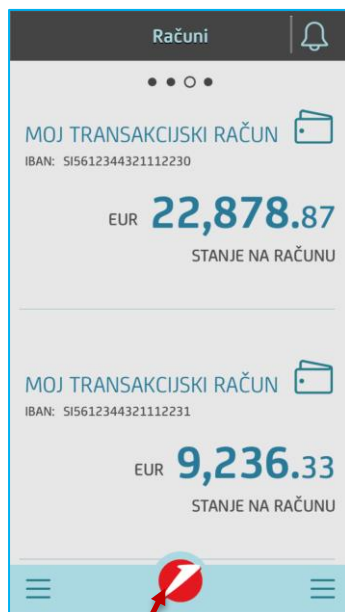 Računi
MOJ TRANSAKCIJSKI RAČUN
IBAN: SI5612344321112230
EUR 22,878.87
STANJE NA RAČUNU
MOJ TRANSAKCIJSKI RAČUN
IBAN: SI5612344321112231
EUR 9,236.33
STANJE NA RAČUNU